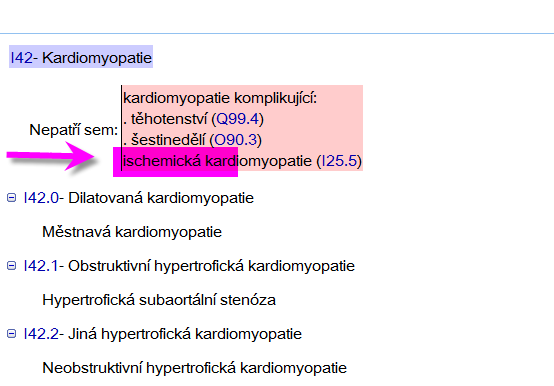 I42- Kardiomyopatie
kardiomyopatie komplikující:
. těhotenství (Q99.4)
Nepatří sem:
. šestinedělí (O90.3)
ischemická kardiomyopatie (I25.5)
I42.0- Dilatovaná kardiomyopatie
Městnavá kardiomyopatie
I42.1- Obstruktivní hypertrofická kardiomyopatie
Hypertrofická subaortální stenóza
I42.2- Jiná hypertrofická kardiomyopatie
Neobstruktivní hypertrofická kardiomyopatie